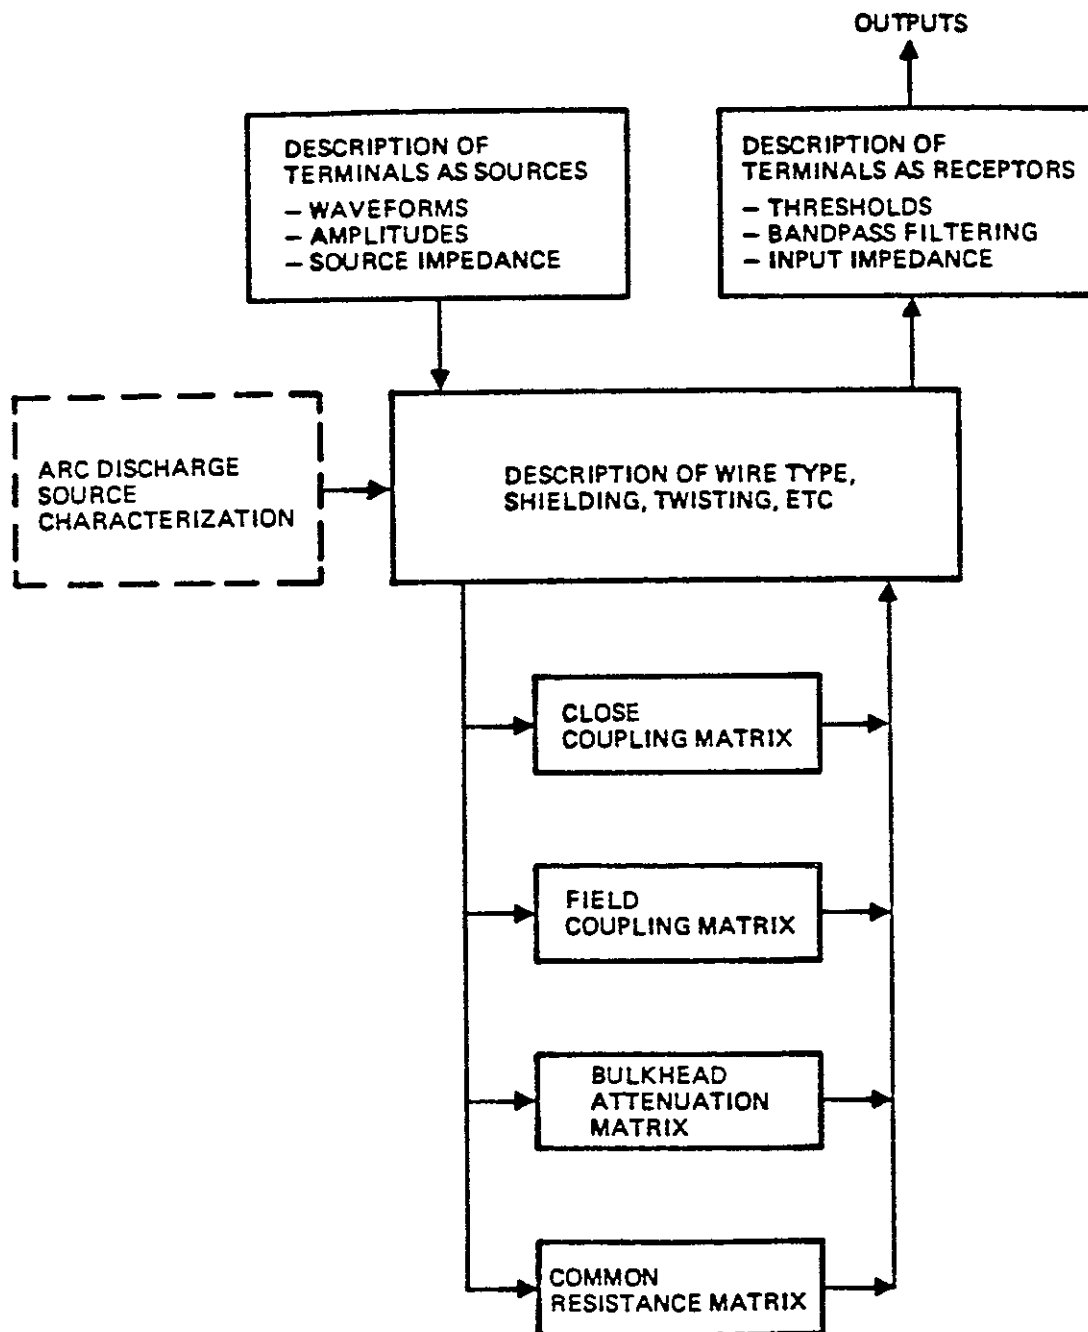 OUTPUTS
DESCRIPTION OF
TERMINALS AS SOURCES
– WAVEFORMS
– AMPLITUDES
– SOURCE IMPEDANCE
DESCRIPTION OF
TERMINALS AS RECEPTORS
– THRESHOLDS
– BANDPASS FILTERING
– INPUT IMPEDANCE
ARC DISCHARGE
SOURCE
CHARACTERIZATION
DESCRIPTION OF WIRE TYPE,
SHIELDING, TWISTING, ETC
CLOSE
COUPLING MATRIX
FIELD
COUPLING MATRIX
BULKHEAD
ATTENUATION
MATRIX
COMMON
RESISTANCE MATRIX